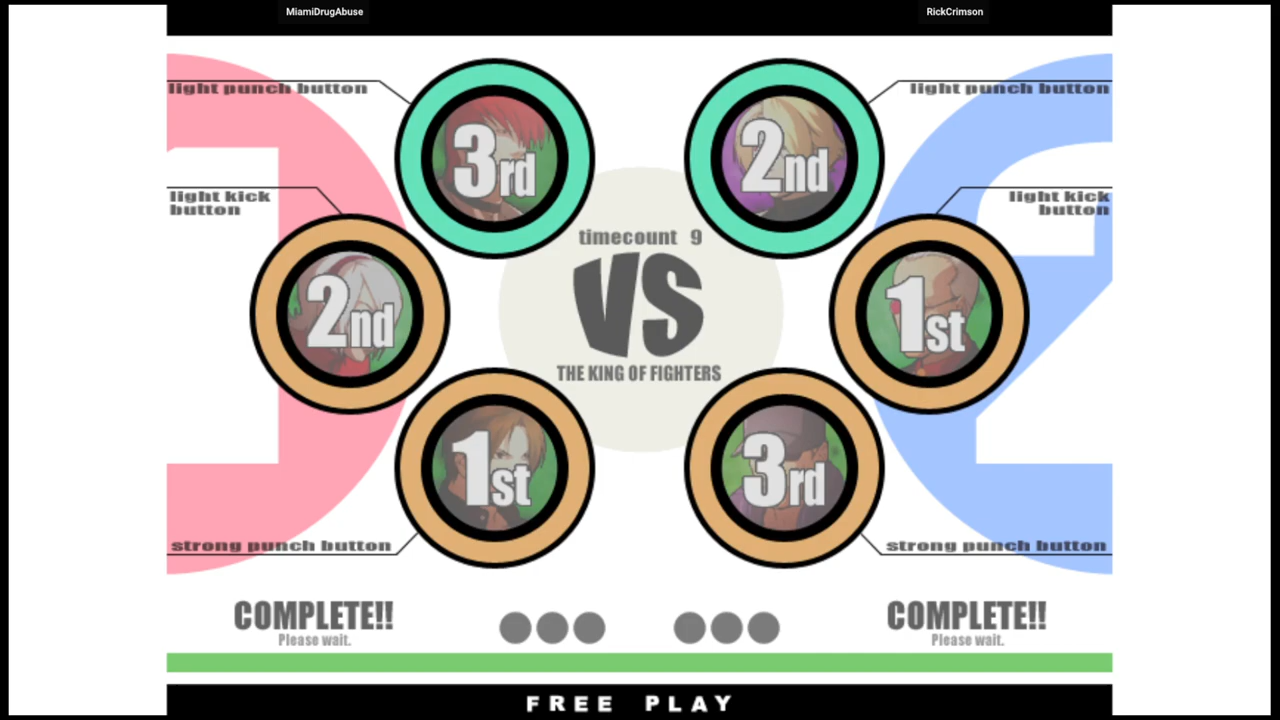 MiamiDrugAbuse
RickCrimson
light punch button
light punch button
3rd
2nd
light kick
button
light kick
button
timecount 9
VS
THE KING OF FIGHTERS
2nd
1st
1st
3rd
strong punch button
strong punch button
COMPLETE!!
Please wait.
COMPLETE!!
Please wait.
FREE PLAY